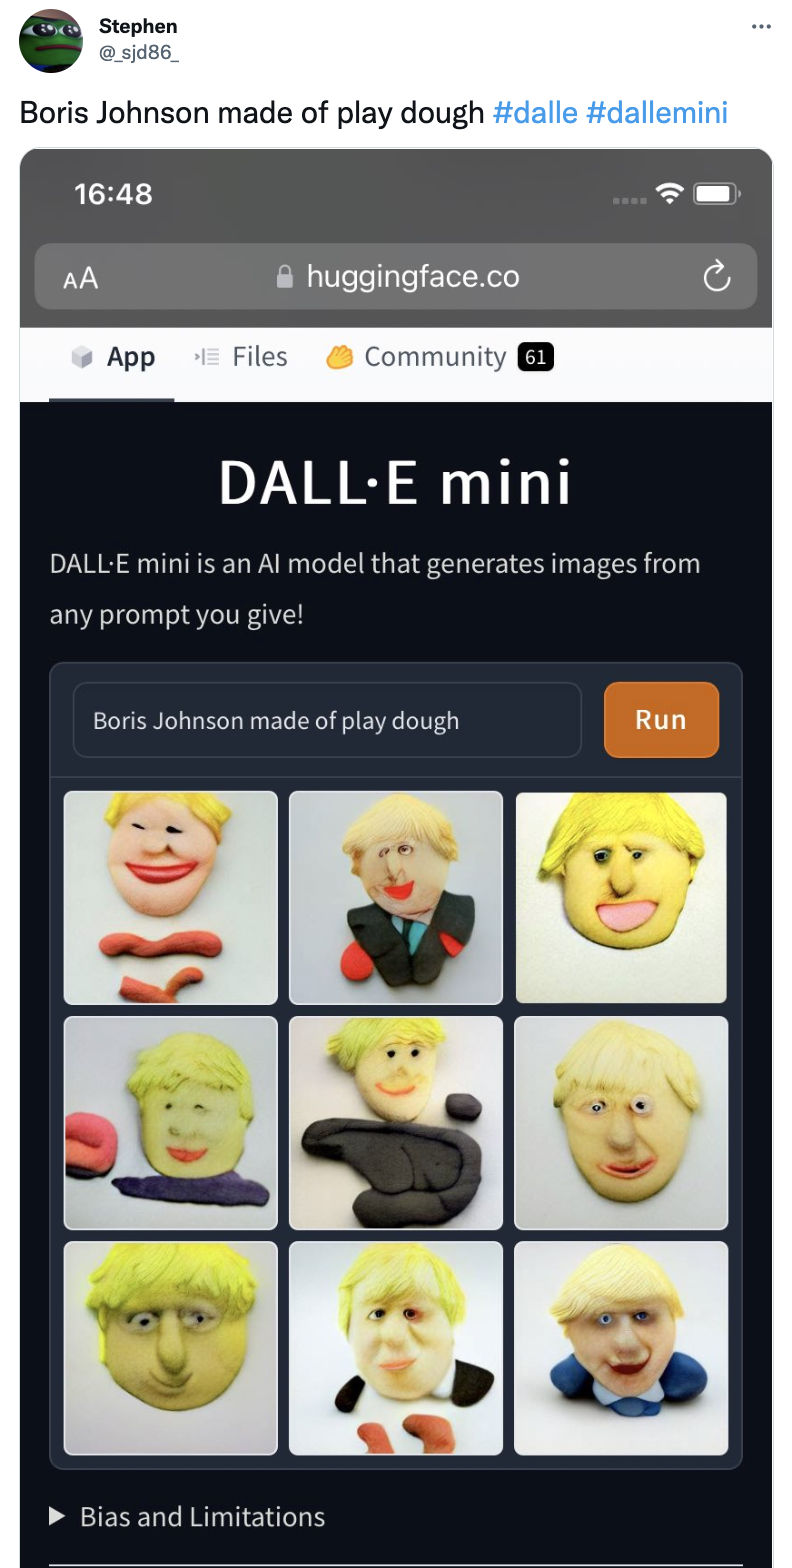 Stephen
@_sjd86_
Boris Johnson made of play dough #dalle #dallemini
16:48
AA
huggingface.co
App Files Community 61
DALL·E mini
DALL·E mini is an AI model that generates images from
any prompt you give!
Boris Johnson made of play dough
Run
Bias and Limitations